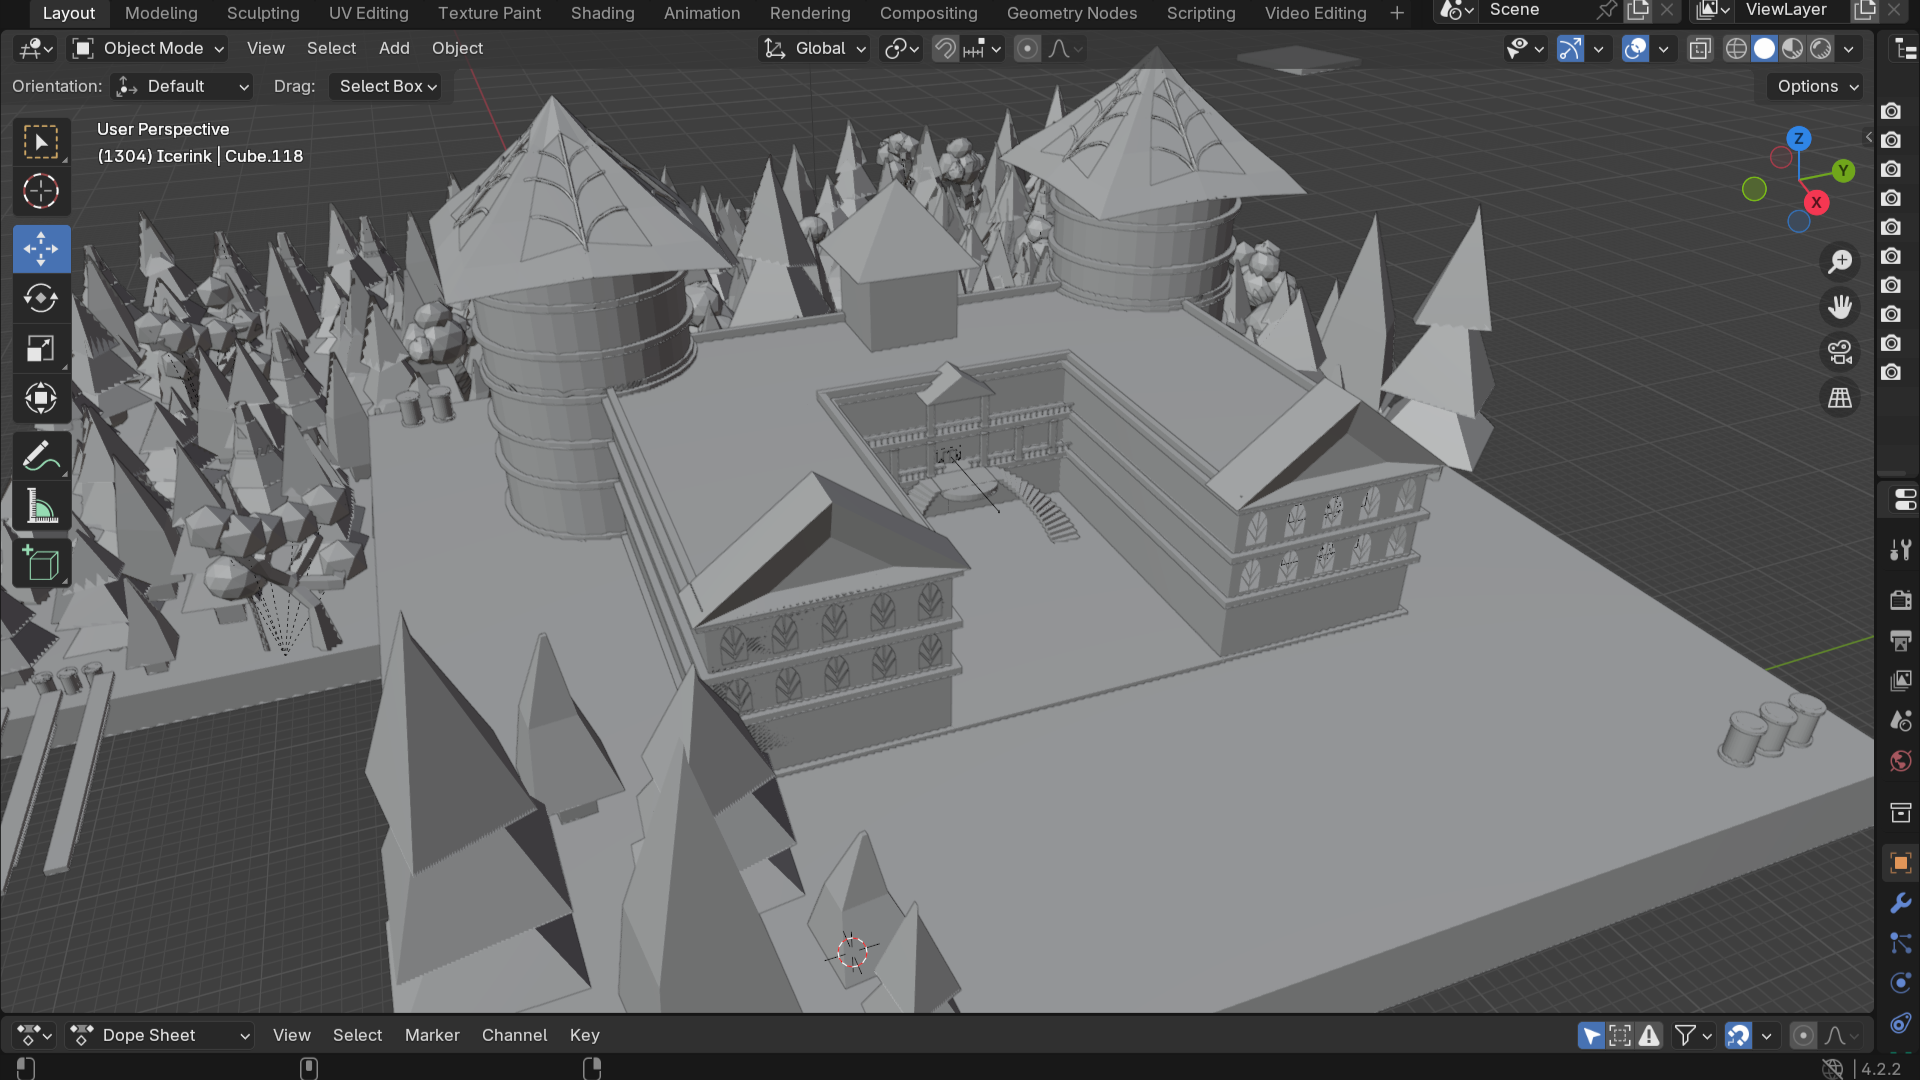 Layout Modeling Sculpting UV Editing Texture Paint Shading Animation Rendering Compositing Geometry Nodes Scripting Video Editing + Scene ViewLayer
Object Mode View Select Add Object Global
Orientation: Default Drag: Select Box Options
User Perspective
(1304) Icerink | Cube.118
Z
Y
X
Dope Sheet View Select Marker Channel Key
4.2.2